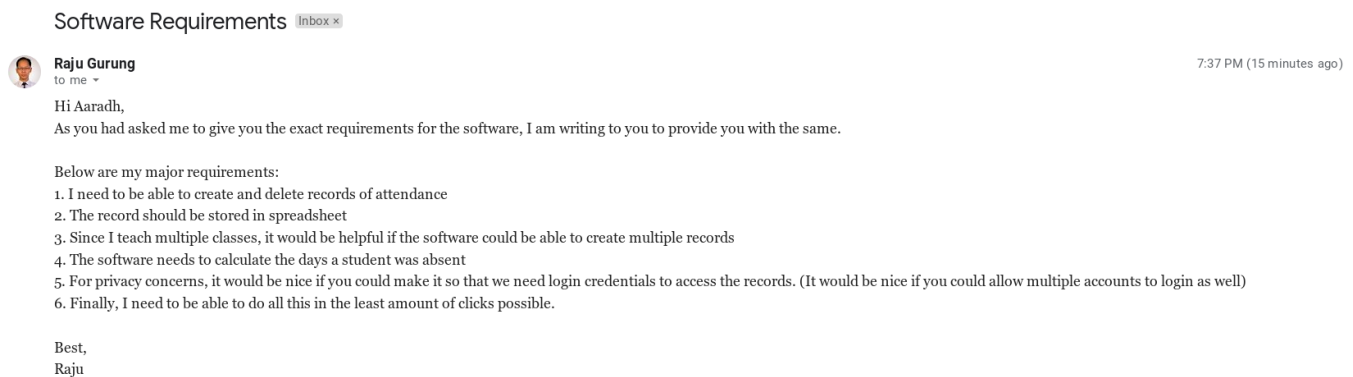 Software Requirements Inbox ×
Raju Gurung 7:37 PM (15 minutes ago)
to me
Hi Aaradh,
As you had asked me to give you the exact requirements for the software, I am writing to you to provide you with the same.
Below are my major requirements:
1. I need to be able to create and delete records of attendance
2. The record should be stored in spreadsheet
3. Since I teach multiple classes, it would be helpful if the software could be able to create multiple records
4. The software needs to calculate the days a student was absent
5. For privacy concerns, it would be nice if you could make it so that we need login credentials to access the records. (It would be nice if you could allow multiple accounts to login as well)
6. Finally, I need to be able to do all this in the least amount of clicks possible.
Best,
Raju